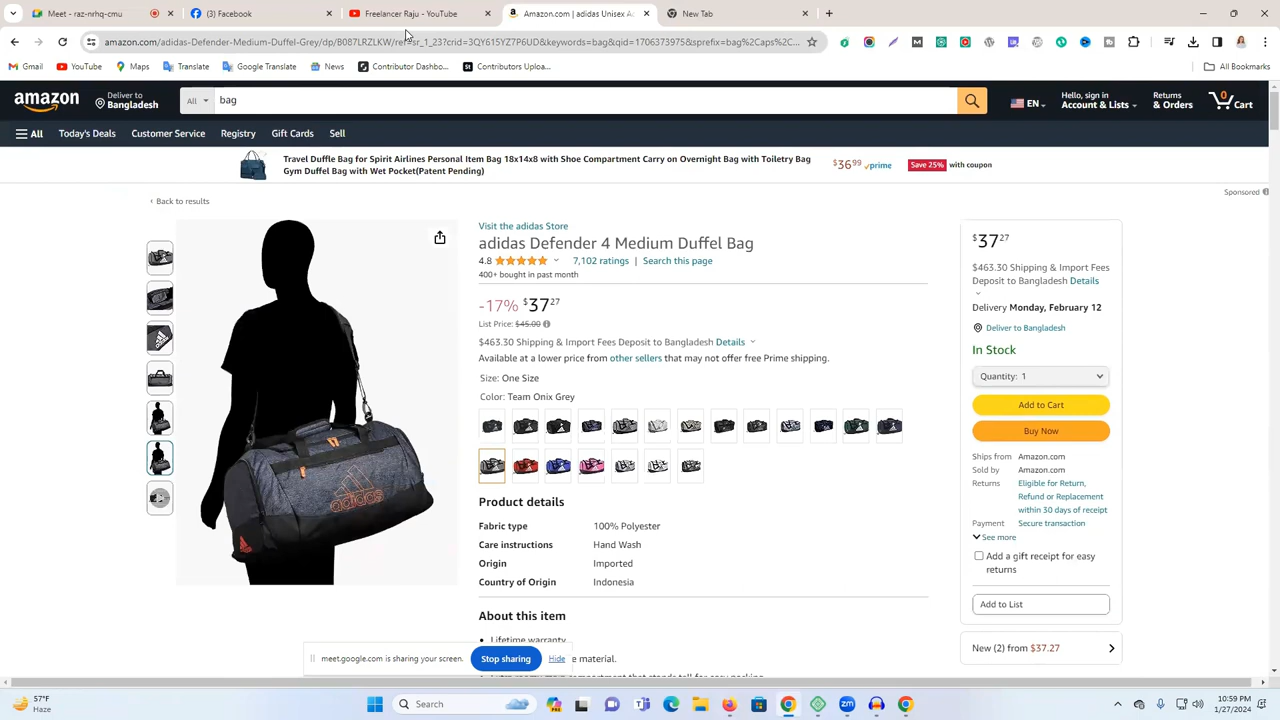 Meet - raz-nrhq-cmu
(3) Facebook
Freelancer Raju - YouTube
Amazon.com | adidas Unisex Ad
New Tab
amazon.com/adidas-Defender-Medium-Duffel-Grey/dp/B087LRZLKW/ref=sr_1_23?crid=3QY615YZ7P6UD&keywords=bag&qid=1706373975&sprefix=bag%2Caps%2C...
Gmail YouTube Maps Translate Google Translate News Contributor Dashbo... Contributors Uploa... All Bookmarks
amazon
Deliver to
Bangladesh
All bag
EN
Hello, sign in
Account & Lists
Returns
& Orders
0
Cart
All Today's Deals Customer Service Registry Gift Cards Sell
Travel Duffle Bag for Spirit Airlines Personal Item Bag 18x14x8 with Shoe Compartment Carry on Overnight Bag with Toiletry Bag
Gym Duffel Bag with Wet Pocket(Patent Pending)
$36 99 prime Save 25% with coupon
Sponsored
‹ Back to results
Visit the adidas Store
adidas Defender 4 Medium Duffel Bag
4.8 7,102 ratings | Search this page
400+ bought in past month
-17% $37 27
List Price: $45.00
$463.30 Shipping & Import Fees Deposit to Bangladesh Details
Available at a lower price from other sellers that may not offer free Prime shipping.
Size: One Size
Color: Team Onix Grey
adidas
Product details
Fabric type 100% Polyester
Care instructions Hand Wash
Origin Imported
Country of Origin Indonesia
About this item
• Lifetime warranty
e material.
$37 27
$463.30 Shipping & Import Fees
Deposit to Bangladesh Details
Delivery Monday, February 12
Deliver to Bangladesh
In Stock
Quantity: 1
Add to Cart
Buy Now
Ships from Amazon.com
Sold by Amazon.com
Returns Eligible for Return,
Refund or Replacement
within 30 days of receipt
Payment Secure transaction
See more
Add a gift receipt for easy
returns
Add to List
New (2) from $37.27
meet.google.com is sharing your screen. Stop sharing Hide
57°F
Haze
Search
10:59 PM
1/27/2024